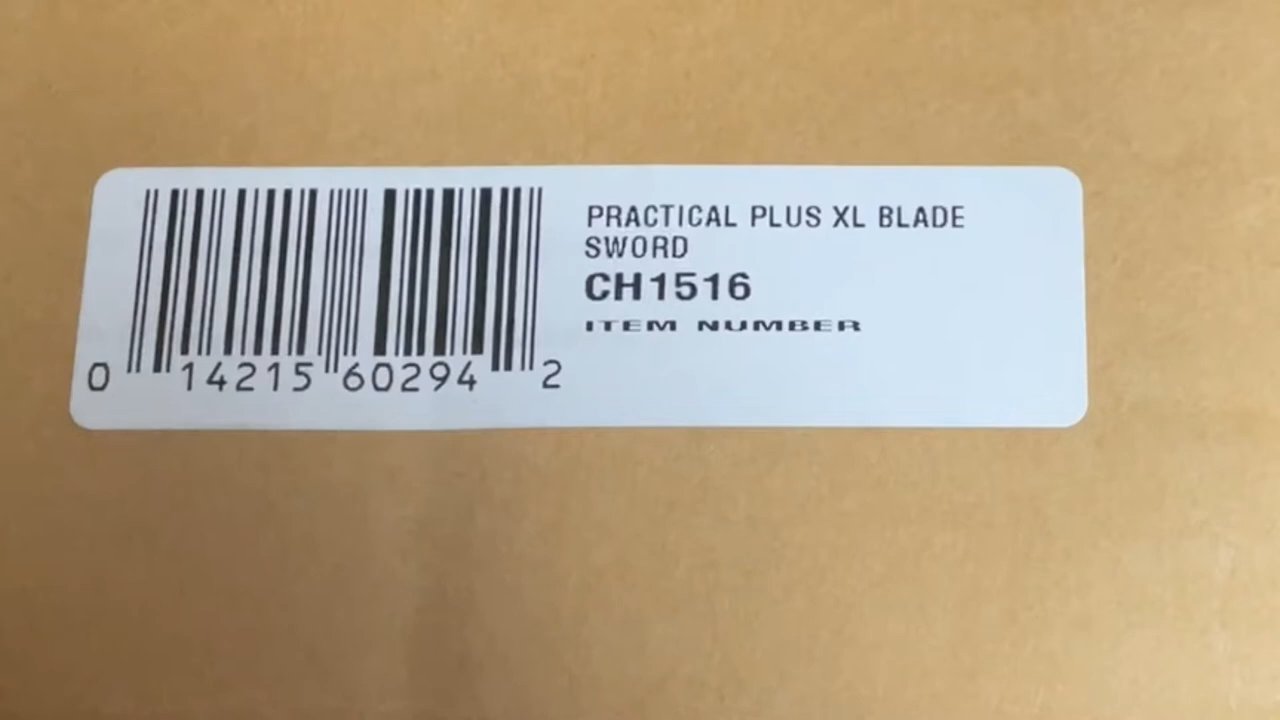 PRACTICAL PLUS XL BLADE
SWORD
CH1516
ITEM NUMBER
0 14215 60294 2